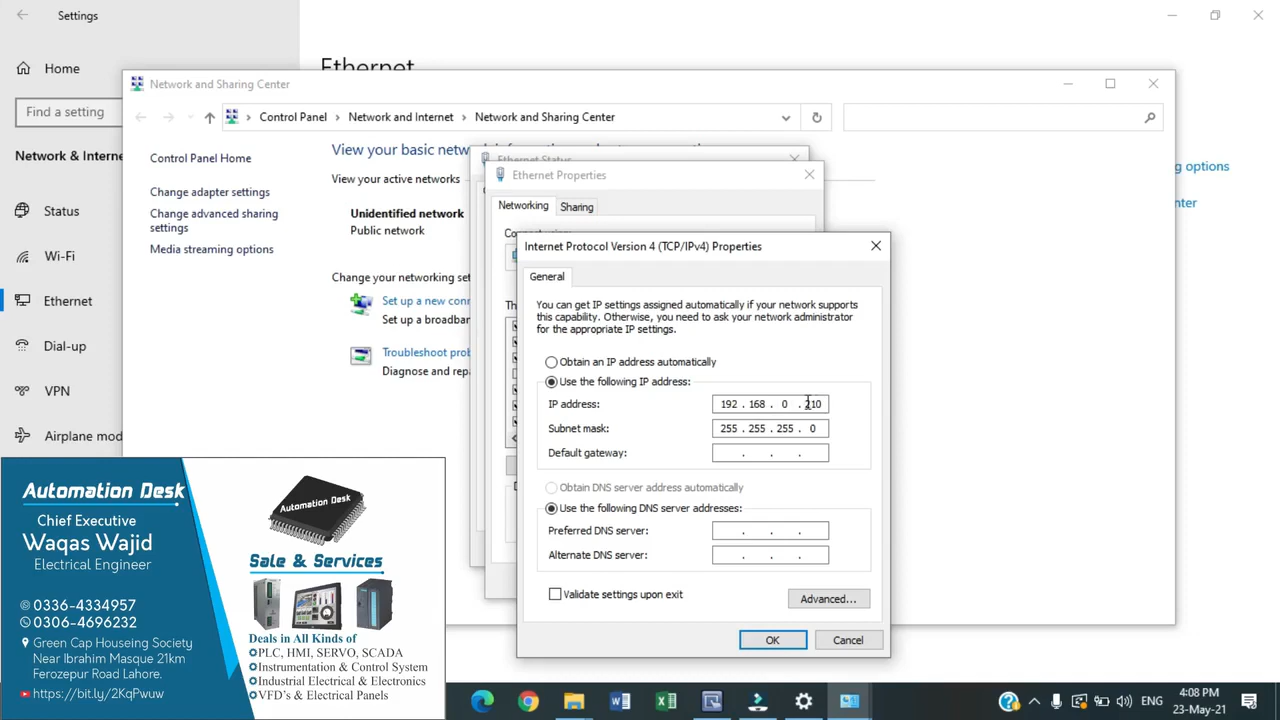 Settings
Home
Find a setting
Network & Interne
Status
Wi-Fi
Ethernet
Dial-up
VPN
Airplane mod
Ethernet
Network and Sharing Center
Control Panel > Network and Internet > Network and Sharing Center
Control Panel Home
Change adapter settings
Change advanced sharing
settings
Media streaming options
View your basic netw
View your active networks
Unidentified network
Public network
Change your networking set
Set up a new conn
Set up a broadban
Troubleshoot prob
Diagnose and repa
g options
enter
Ethernet Status
Ethernet Properties
Networking
Sharing
Internet Protocol Version 4 (TCP/IPv4) Properties
General
You can get IP settings assigned automatically if your network supports
this capability. Otherwise, you need to ask your network administrator
for the appropriate IP settings.
Obtain an IP address automatically
Use the following IP address:
IP address: 192 . 168 . 0 . 210
Subnet mask: 255 . 255 . 255 . 0
Default gateway: . . .
Obtain DNS server address automatically
Use the following DNS server addresses:
Preferred DNS server: . . .
Alternate DNS server: . . .
Validate settings upon exit
Advanced...
OK
Cancel
Automation Desk
Chief Executive
Waqas Wajid
Electrical Engineer
0336-4334957
0306-4696232
Green Cap Houseing Society
Near Ibrahim Masque 21km
Ferozepur Road Lahore.
https://bit.ly/2KqPwuw
Automation Desk
Sale & Services
Deals in All Kinds of
PLC, HMI, SERVO, SCADA
Instrumentation & Control System
Industrial Electrical & Electronics
VFD's & Electrical Panels
ENG
4:08 PM
23-May-21